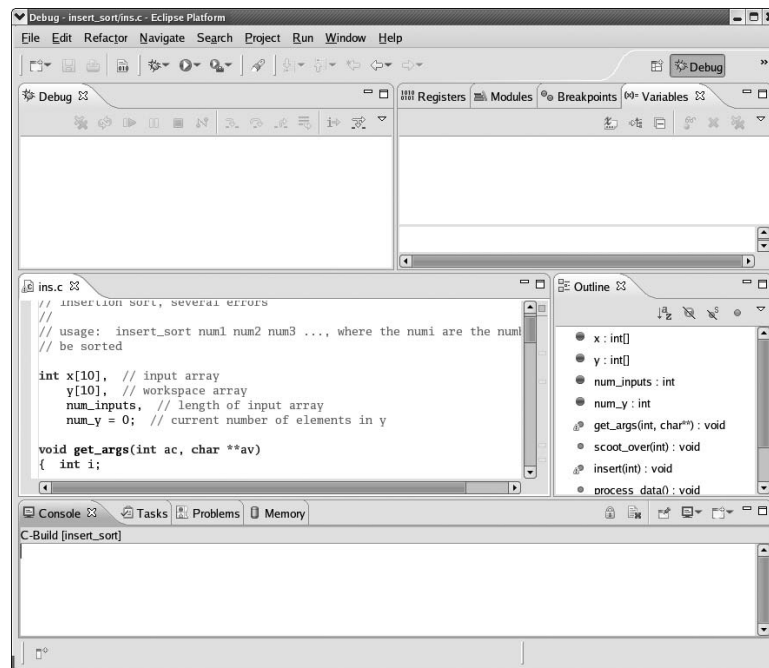 Debug - insert_sort/ins.c - Eclipse Platform
File Edit Refactor Navigate Search Project Run Window Help
Debug
Debug
Registers Modules Breakpoints (x)= Variables
ins.c
// insertion sort, several errors
//
// usage: insert_sort num1 num2 num3 ..., where the numi are the numb
// be sorted
int x[10], // input array
y[10], // workspace array
num_inputs, // length of input array
num_y = 0; // current number of elements in y
void get_args(int ac, char **av)
{ int i;
Outline
x : int[]
y : int[]
num_inputs : int
num_y : int
get_args(int, char**) : void
scoot_over(int) : void
insert(int) : void
process_data() : void
Console Tasks Problems Memory
C-Build [insert_sort]